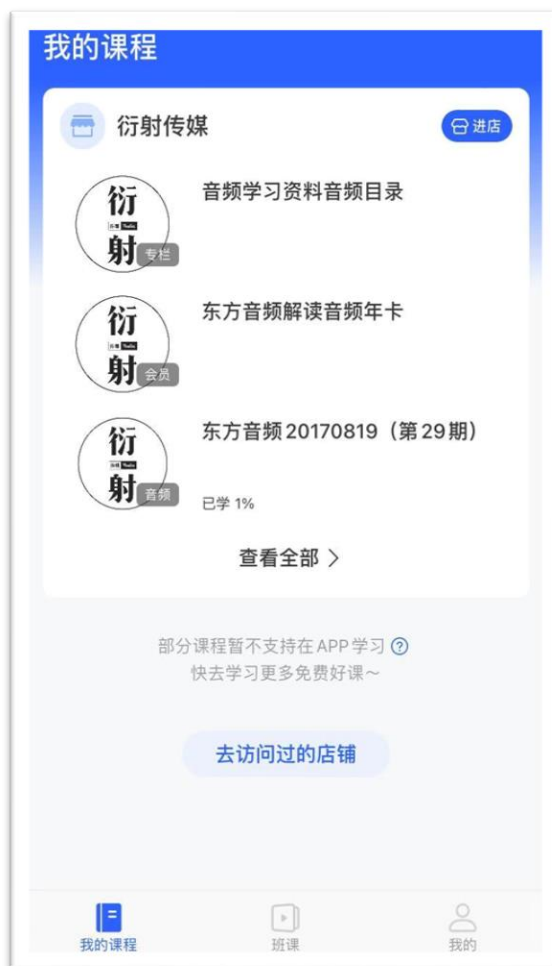 我的课程
衍射传媒
进店
衍
射
专栏
音频学习资料音频目录
衍
射
会员
东方音频解读音频年卡
衍
射
音频
东方音频20170819（第29期）
已学 1%
查看全部
部分课程暂不支持在APP学习
快去学习更多免费好课～
去访问过的店铺
我的课程
班课
我的